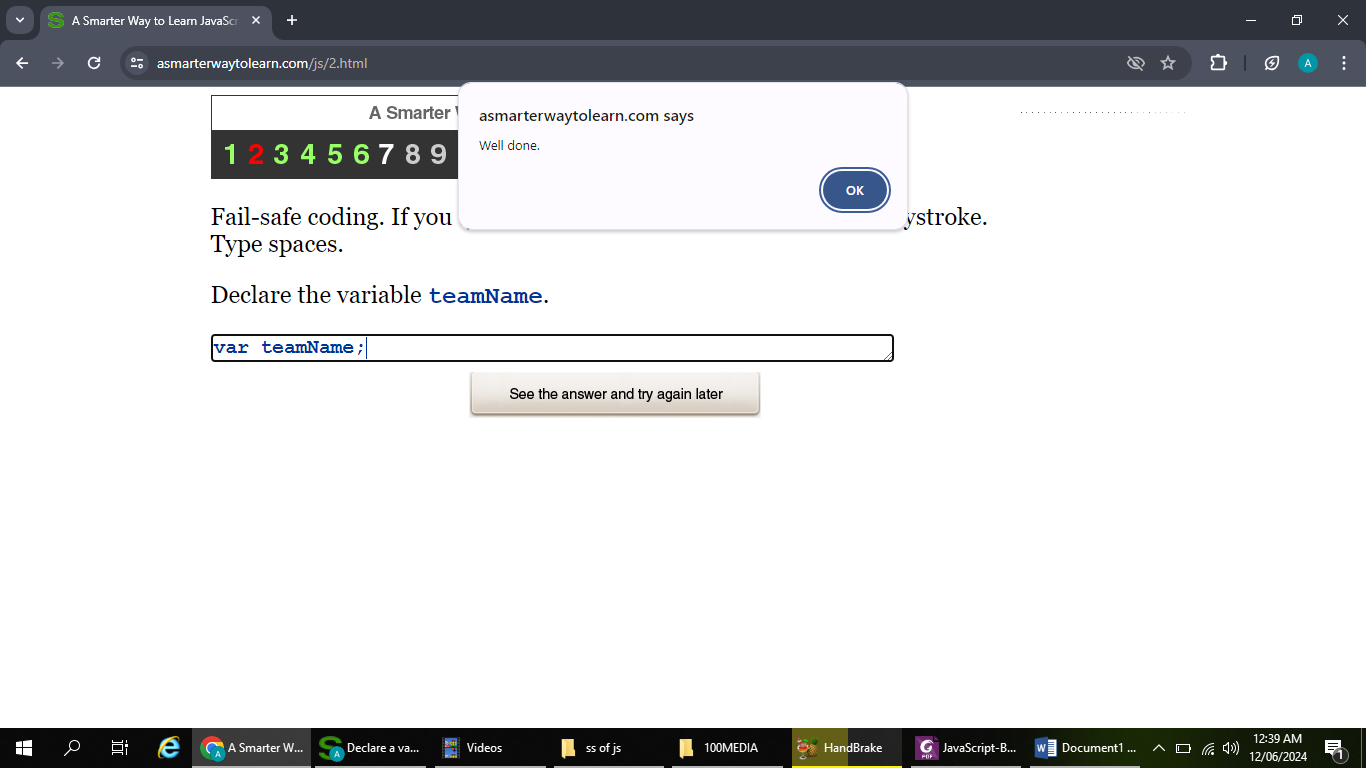 A Smarter Way to Learn JavaScr
asmarterwaytolearn.com/js/2.html
A
A Smarter
asmarterwaytolearn.com says
Well done.
OK
1 2 3 4 5 6 7 8 9
Fail-safe coding. If you ystroke.
Type spaces.
Declare the variable teamName.
var teamName;
See the answer and try again later
A Smarter W...
Declare a va...
Videos
ss of js
100MEDIA
HandBrake
JavaScript-B...
Document1 ...
12:39 AM
12/06/2024
1